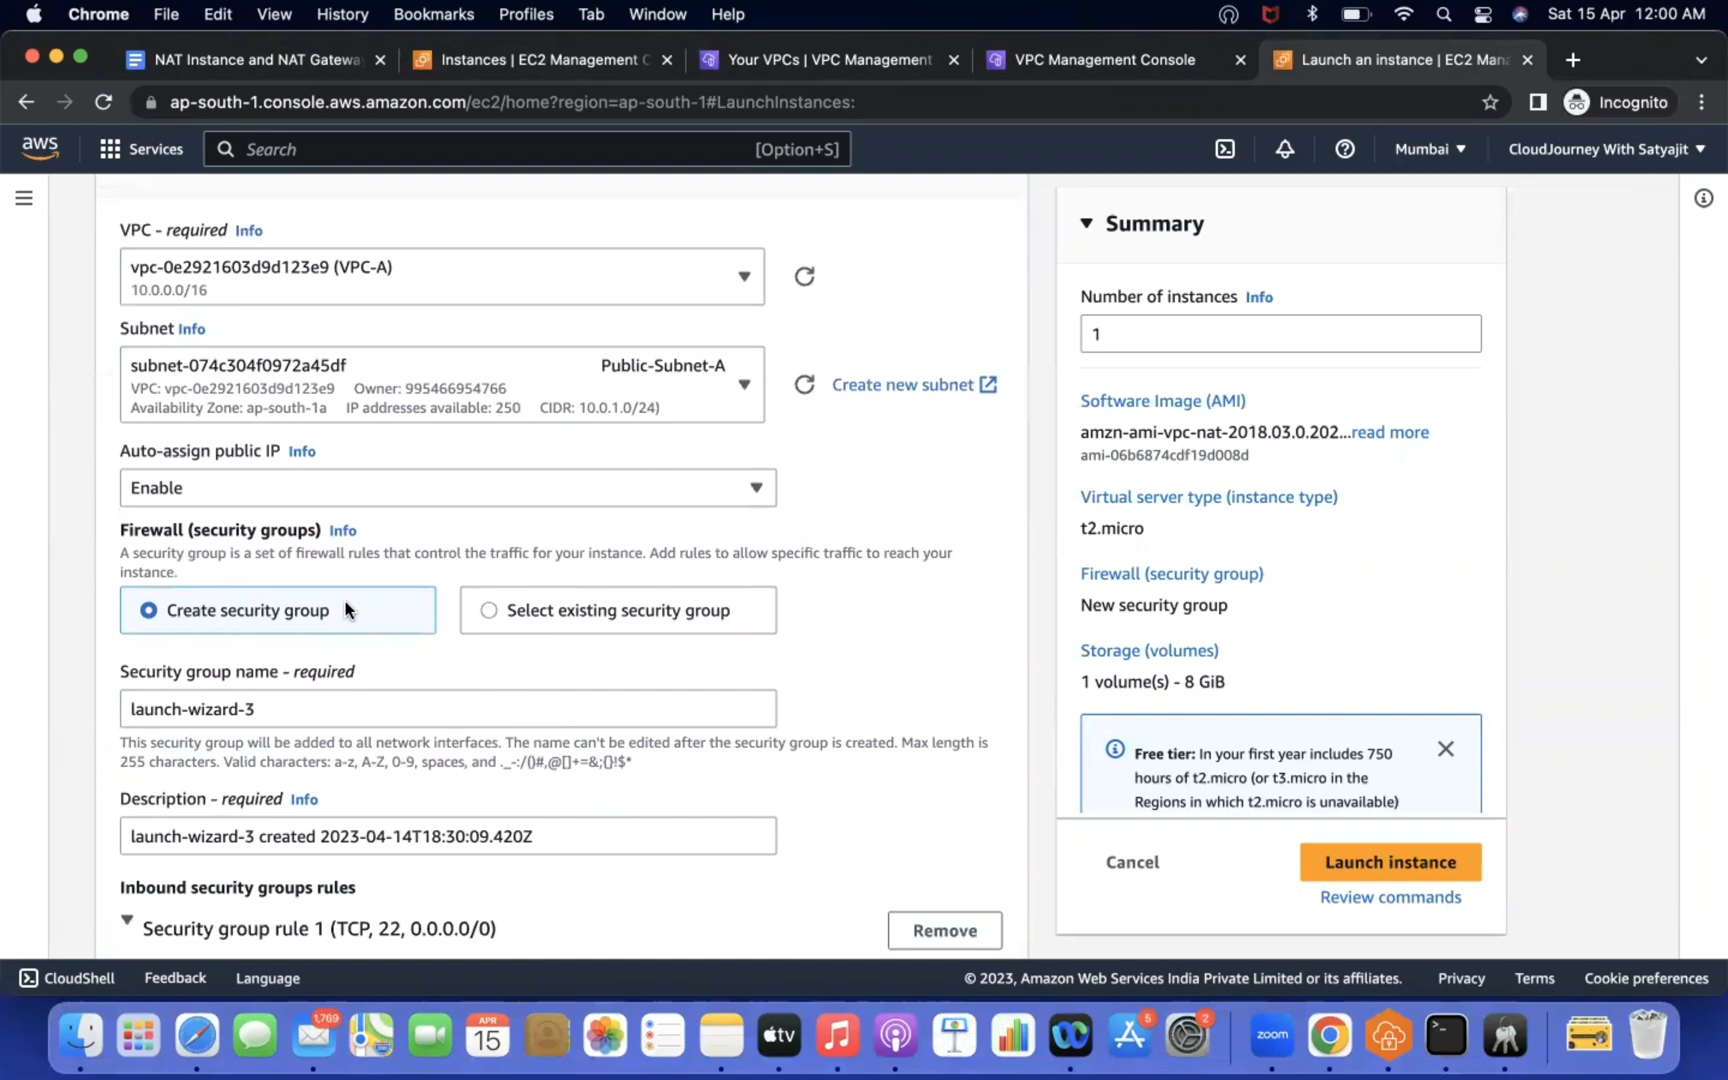 Chrome File Edit View History Bookmarks Profiles Tab Window Help Sat 15 Apr 12:00 AM
NAT Instance and NAT Gatewa Instances | EC2 Management C Your VPCs | VPC Management VPC Management Console Launch an instance | EC2 Mana
ap-south-1.console.aws.amazon.com/ec2/home?region=ap-south-1#LaunchInstances: Incognito
aws Services Search [Option+S] Mumbai CloudJourney With Satyajit
VPC - required Info
vpc-0e2921603d9d123e9 (VPC-A)
10.0.0.0/16
Subnet Info
subnet-074c304f0972a45df Public-Subnet-A
VPC: vpc-0e2921603d9d123e9 Owner: 995466954766
Availability Zone: ap-south-1a IP addresses available: 250 CIDR: 10.0.1.0/24)
Create new subnet
Auto-assign public IP Info
Enable
Firewall (security groups) Info
A security group is a set of firewall rules that control the traffic for your instance. Add rules to allow specific traffic to reach your
instance.
Create security group Select existing security group
Security group name - required
launch-wizard-3
This security group will be added to all network interfaces. The name can't be edited after the security group is created. Max length is
255 characters. Valid characters: a-z, A-Z, 0-9, spaces, and ._-:/()#,@[]+=&;{}!$*
Description - required Info
launch-wizard-3 created 2023-04-14T18:30:09.420Z
Inbound security groups rules
Security group rule 1 (TCP, 22, 0.0.0.0/0) Remove
Summary
Number of instances Info
1
Software Image (AMI)
amzn-ami-vpc-nat-2018.03.0.202...read more
ami-06b6874cdf19d008d
Virtual server type (instance type)
t2.micro
Firewall (security group)
New security group
Storage (volumes)
1 volume(s) - 8 GiB
Free tier: In your first year includes 750
hours of t2.micro (or t3.micro in the
Regions in which t2.micro is unavailable)
Cancel Launch instance
Review commands
CloudShell Feedback Language © 2023, Amazon Web Services India Private Limited or its affiliates. Privacy Terms Cookie preferences
1,769 APR 15 tv 5 2 zoom